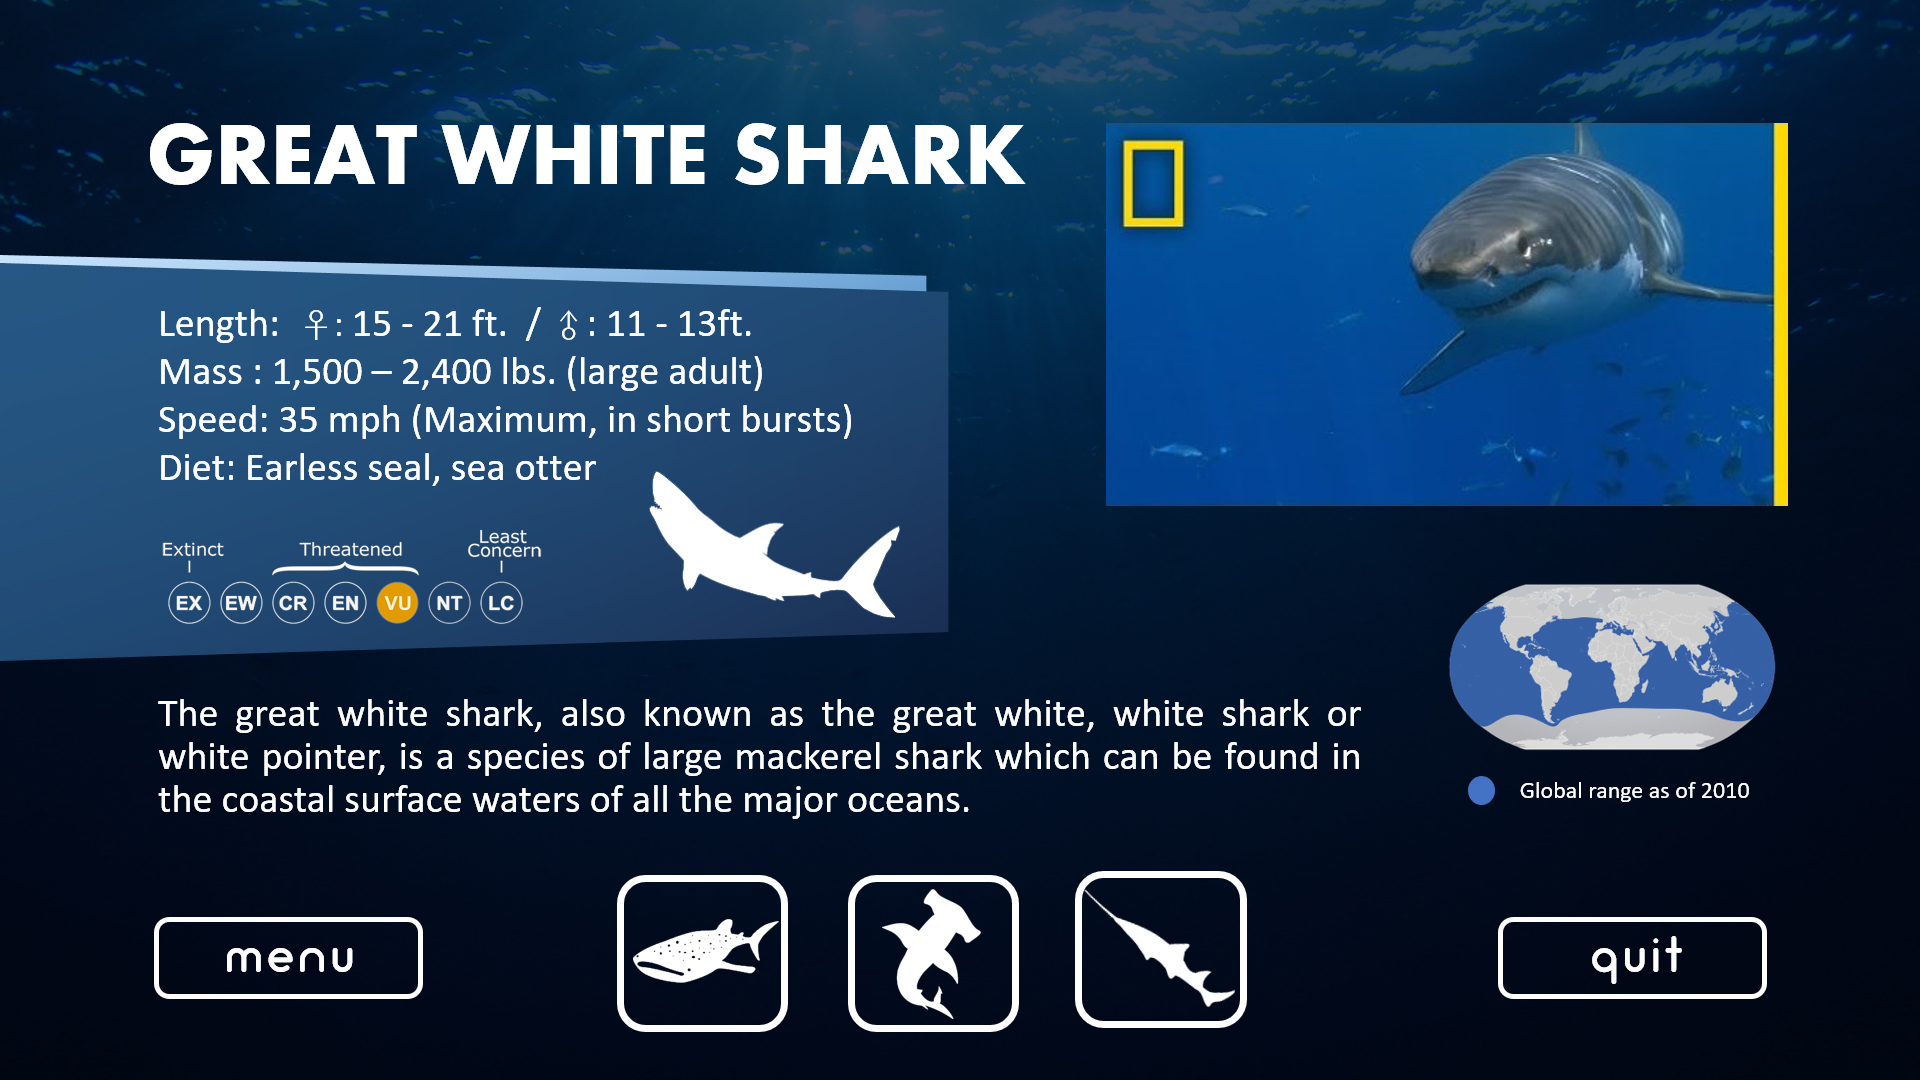 GREAT WHITE SHARK
Length: ♀: 15 - 21 ft. / ♂: 11 - 13ft.
Mass : 1,500 – 2,400 lbs. (large adult)
Speed: 35 mph (Maximum, in short bursts)
Diet: Earless seal, sea otter
Extinct Threatened Least
Concern
EX EW CR EN VU NT LC
The great white shark, also known as the great white, white shark or
white pointer, is a species of large mackerel shark which can be found in
the coastal surface waters of all the major oceans.
Global range as of 2010
menu
quit